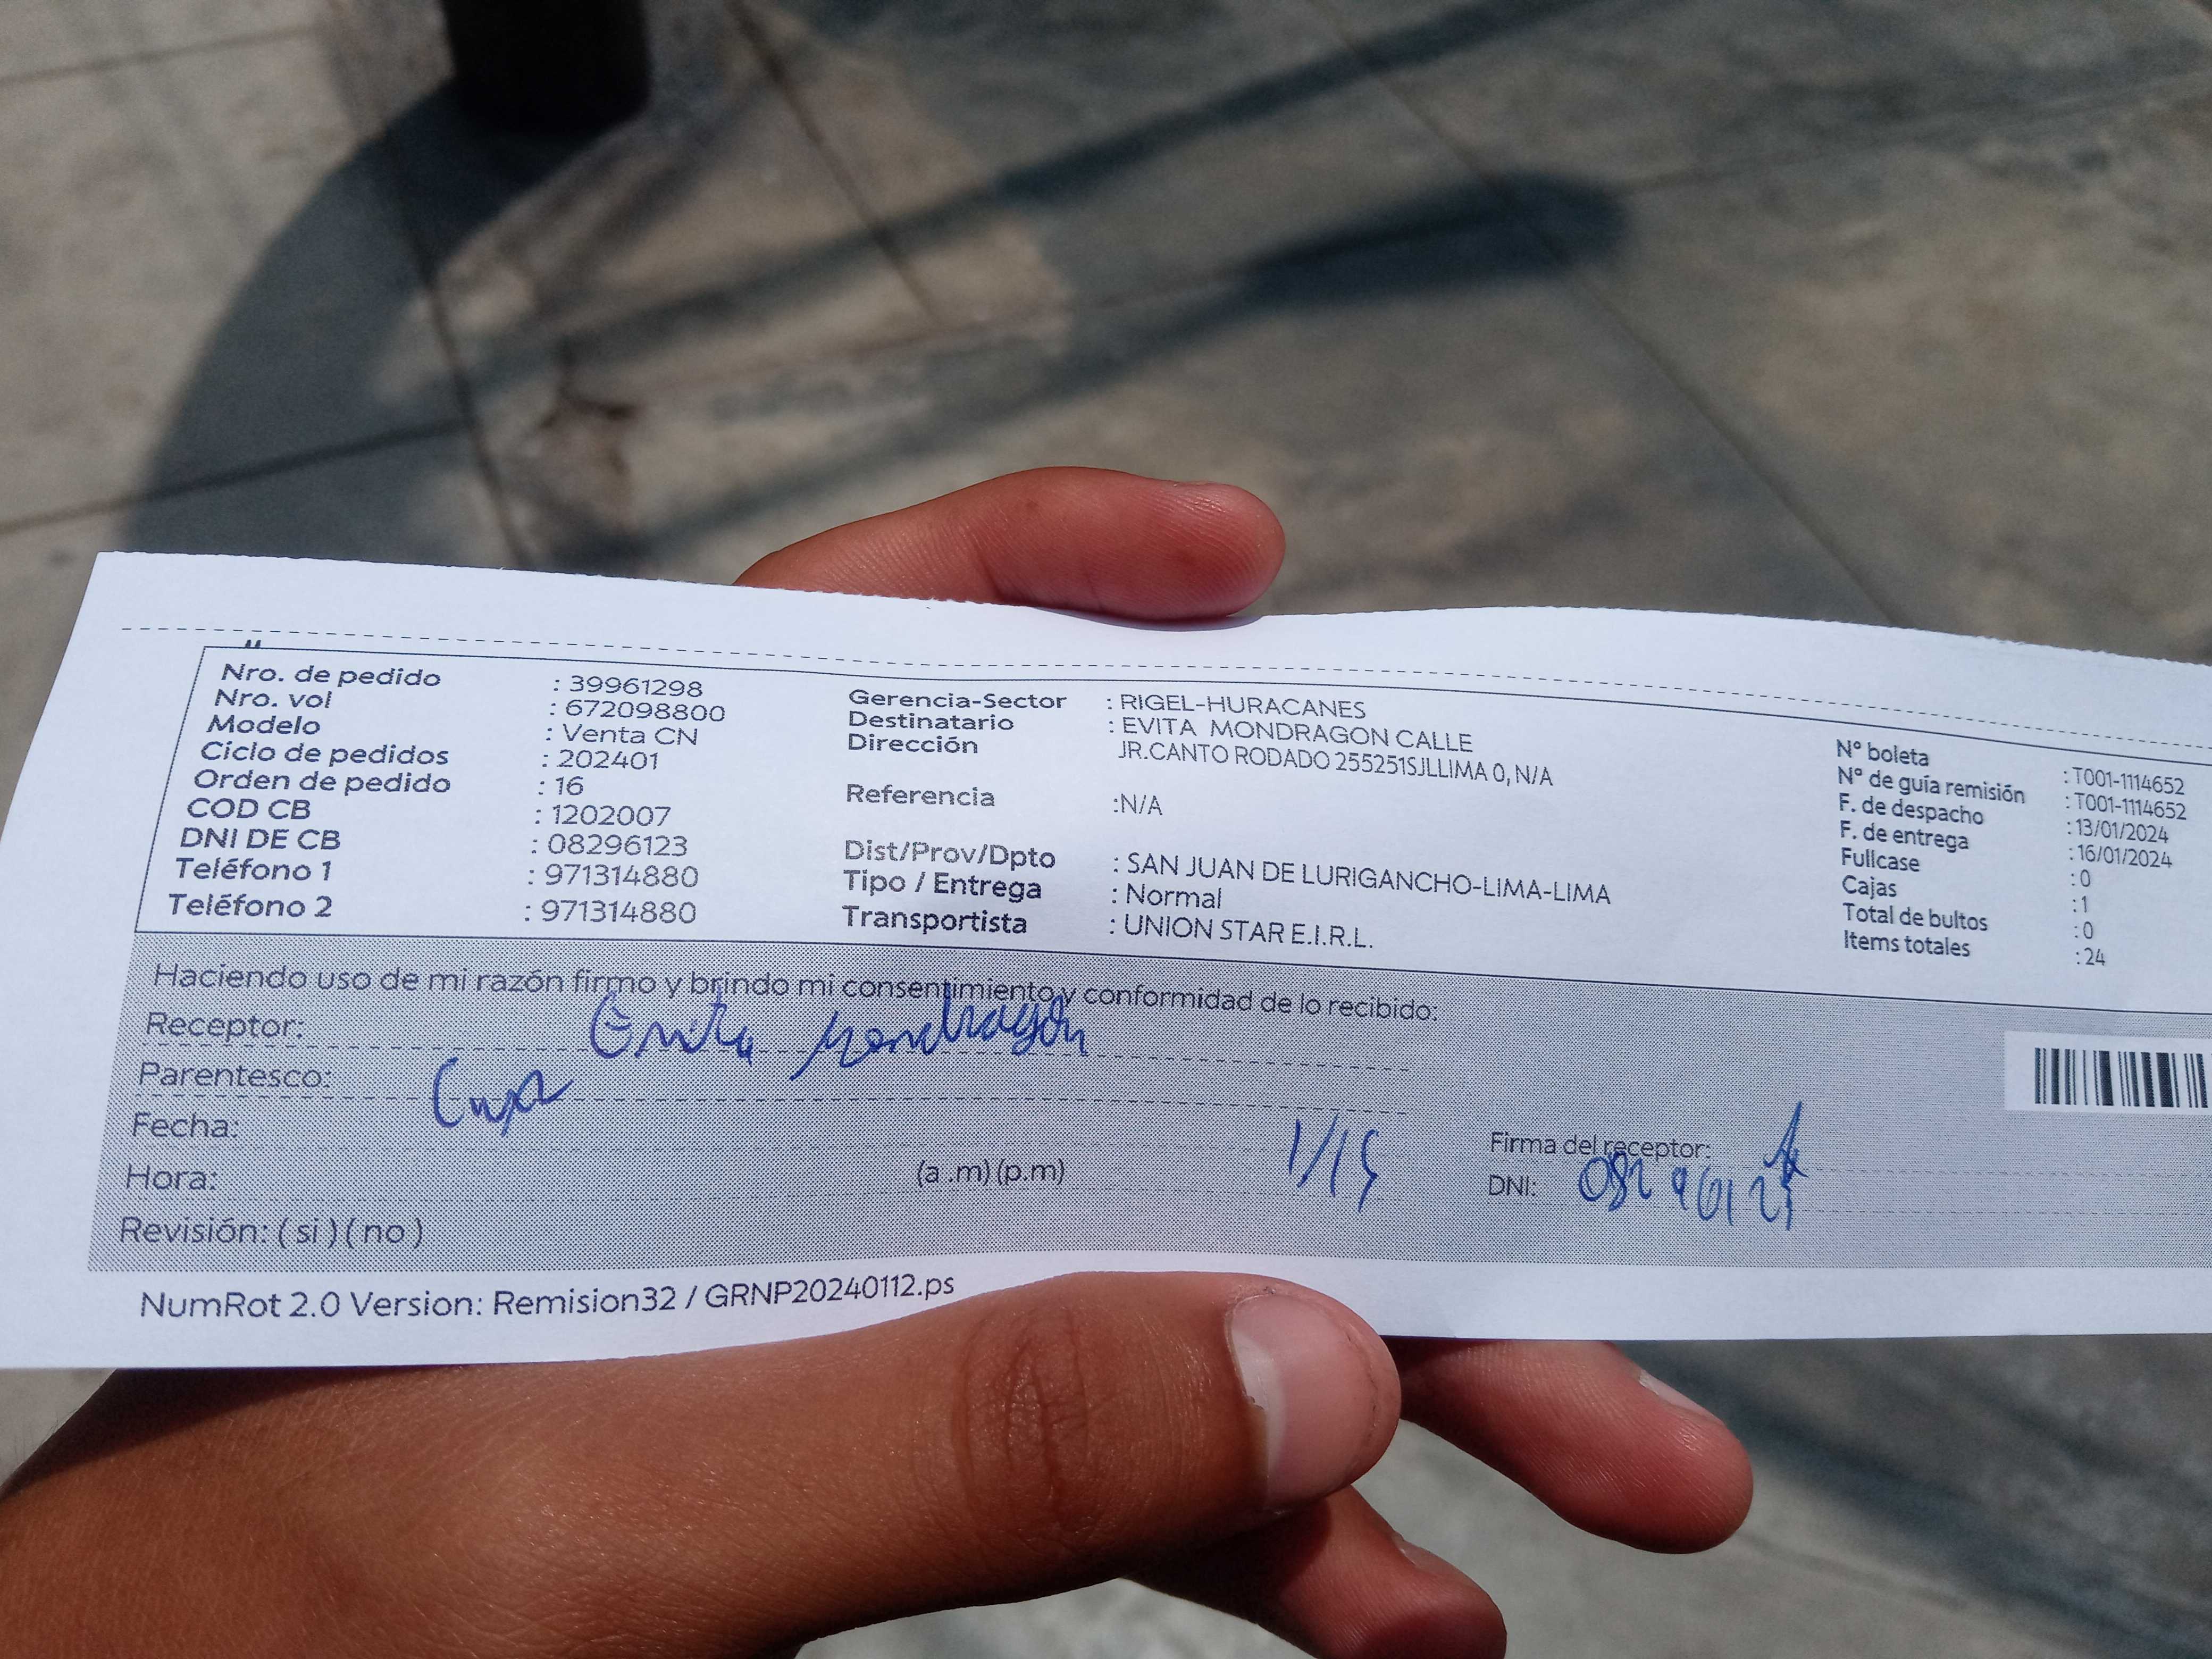 Nro. de pedido : 39961298
Nro. vol : 672098800
Modelo : Venta CN
Ciclo de pedidos : 202401
Orden de pedido : 16
COD CB : 1202007
DNI DE CB : 08296123
Teléfono 1 : 971314880
Teléfono 2 : 971314880
Gerencia-Sector : RIGEL-HURACANES
Destinatario : EVITA MONDRAGON CALLE
Dirección JR.CANTO RODADO 255251SJLLIMA 0, N/A
Referencia :N/A
Dist/Prov/Dpto : SAN JUAN DE LURIGANCHO-LIMA-LIMA
Tipo / Entrega : Normal
Transportista : UNION STAR E.I.R.L.
N° boleta : T001-1114652
N° de guía remisión : T001-1114652
F. de despacho : 13/01/2024
F. de entrega : 16/01/2024
Fullcase : 0
Cajas : 1
Total de bultos : 0
Items totales : 24
Haciendo uso de mi razón firmo y brindo mi consentimiento y conformidad de lo recibido:
Receptor: Evita Mondragón
Parentesco:
Fecha:
Hora: (a .m) (p.m) 1/15
Revisión: ( si ) ( no )
Firma del receptor:
DNI:
NumRot 2.0 Version: Remision32 / GRNP20240112.ps